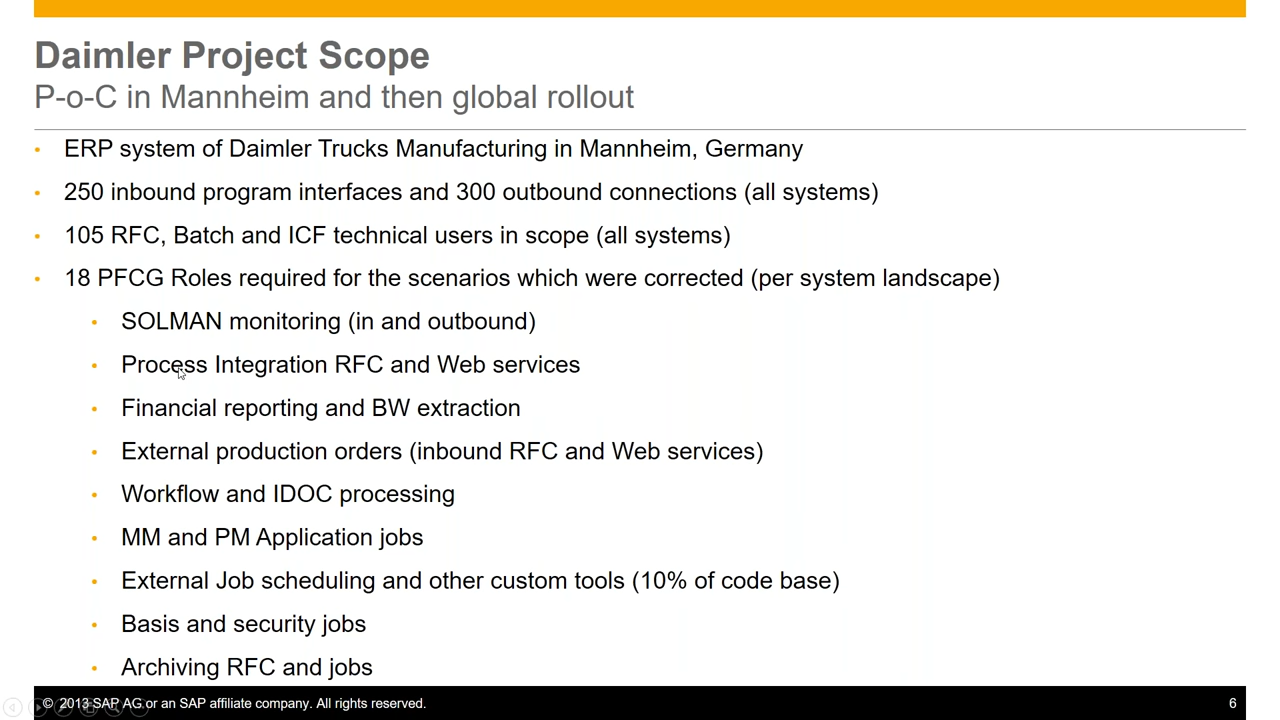 Daimler Project Scope
P-o-C in Mannheim and then global rollout
• ERP system of Daimler Trucks Manufacturing in Mannheim, Germany
• 250 inbound program interfaces and 300 outbound connections (all systems)
• 105 RFC, Batch and ICF technical users in scope (all systems)
• 18 PFCG Roles required for the scenarios which were corrected (per system landscape)
• SOLMAN monitoring (in and outbound)
• Process Integration RFC and Web services
• Financial reporting and BW extraction
• External production orders (inbound RFC and Web services)
• Workflow and IDOC processing
• MM and PM Application jobs
• External Job scheduling and other custom tools (10% of code base)
• Basis and security jobs
• Archiving RFC and jobs
© 2013 SAP AG or an SAP affiliate company. All rights reserved. 6